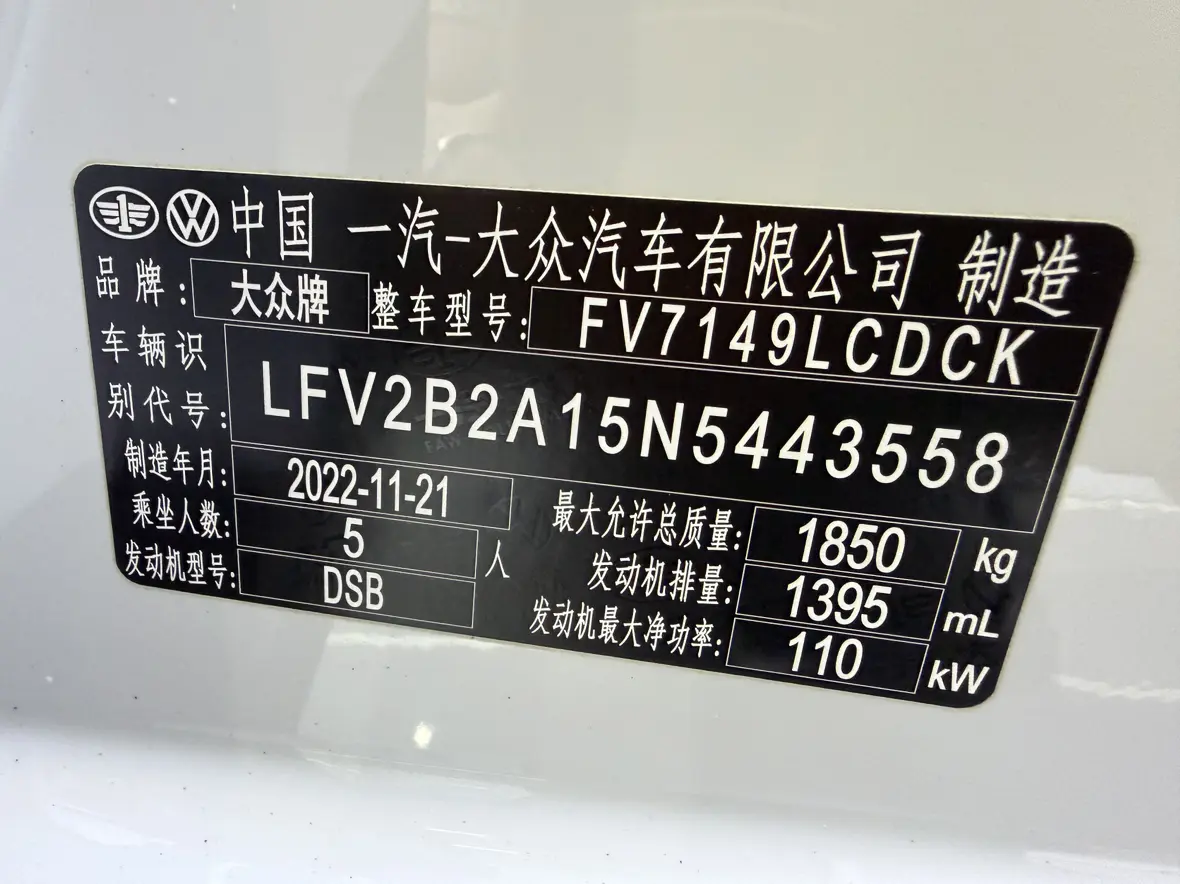 中国 一汽-大众汽车有限公司 制造
品牌: 大众牌 整车型号: FV7149LCDCK
车辆识别代号: LFV2B2A15N5443558
制造年月: 2022-11-21
乘坐人数: 5 人
发动机型号: DSB
最大允许总质量: 1850 kg
发动机排量: 1395 mL
发动机最大净功率: 110 kW